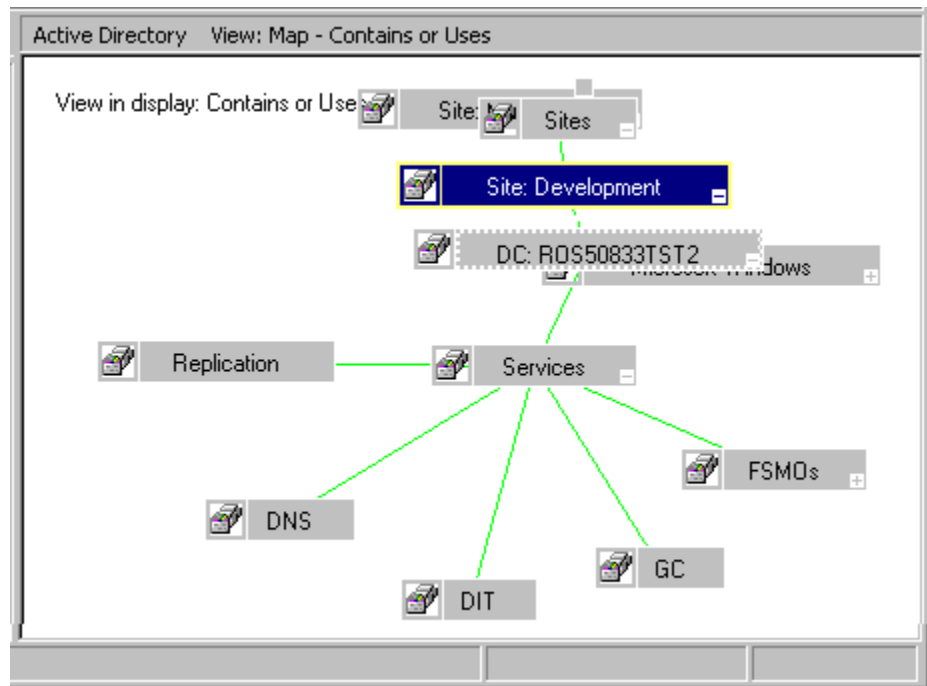 Active Directory View: Map - Contains or Uses
View in display: Contains or Use
Site:
Sites
Site: Development
DC: ROS50833TST2
Replication
Services
FSMOs
DNS
GC
DIT